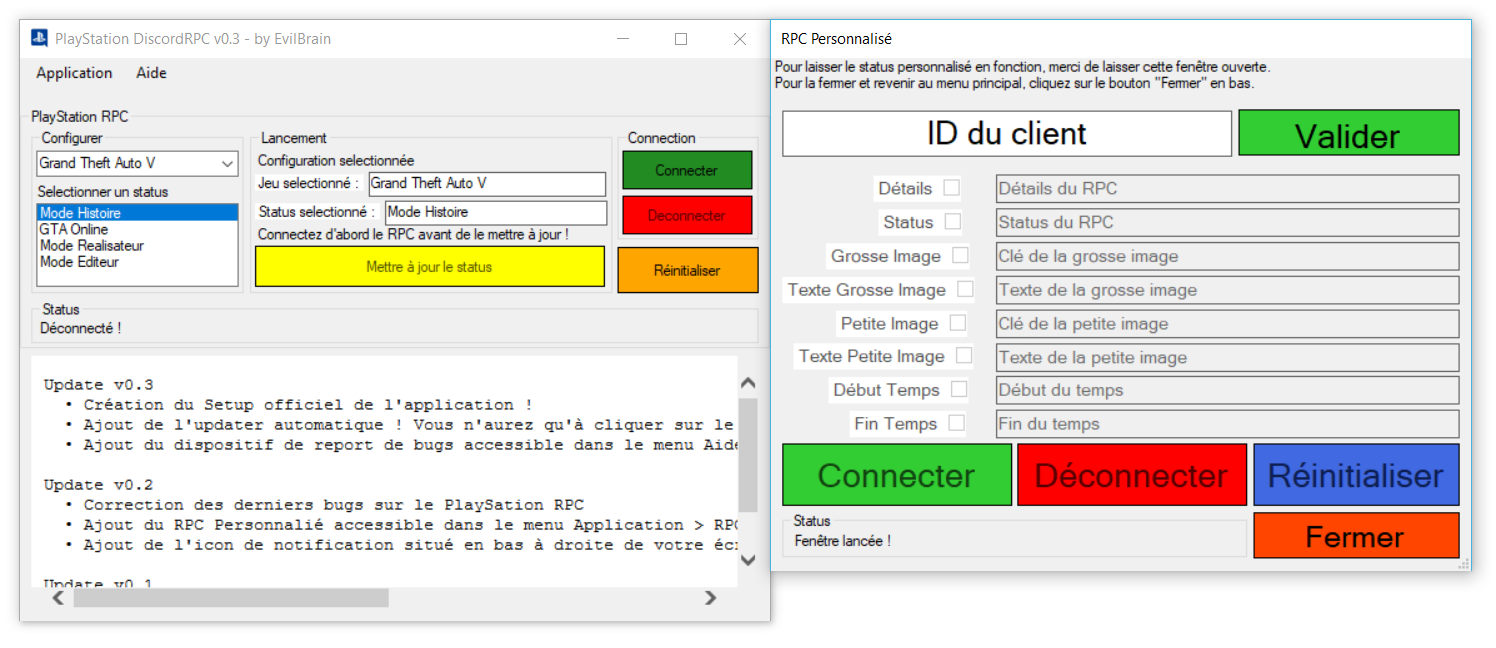 PlayStation DiscordRPC v0.3 - by EvilBrain
Application Aide
PlayStation RPC
Configurer
Grand Theft Auto V
Selectionner un status
Mode Histoire
GTA Online
Mode Realisateur
Mode Editeur
Lancement
Configuration selectionnée
Jeu selectionné : Grand Theft Auto V
Status selectionné : Mode Histoire
Connectez d'abord le RPC avant de le mettre à jour !
Mettre à jour le status
Connection
Connecter
Deconnecter
Réinitialiser
Status
Déconnecté !
Update v0.3
• Création du Setup officiel de l'application !
• Ajout de l'updater automatique ! Vous n'aurez qu'à cliquer sur le
• Ajout du dispositif de report de bugs accessible dans le menu Aide
Update v0.2
• Correction des derniers bugs sur le PlaySation RPC
• Ajout du RPC Personnalié accessible dans le menu Application > RPC
• Ajout de l'icon de notification situé en bas à droite de votre
Update v0.1
RPC Personnalisé
Pour laisser le status personnalisé en fonction, merci de laisser cette fenêtre ouverte.
Pour la fermer et revenir au menu principal, cliquez sur le bouton "Fermer" en bas.
ID du client Valider
Détails Détails du RPC
Status Status du RPC
Grosse Image Clé de la grosse image
Texte Grosse Image Texte de la grosse image
Petite Image Clé de la petite image
Texte Petite Image Texte de la petite image
Début Temps Début du temps
Fin Temps Fin du temps
Connecter Déconnecter Réinitialiser
Status
Fenêtre lancée !
Fermer